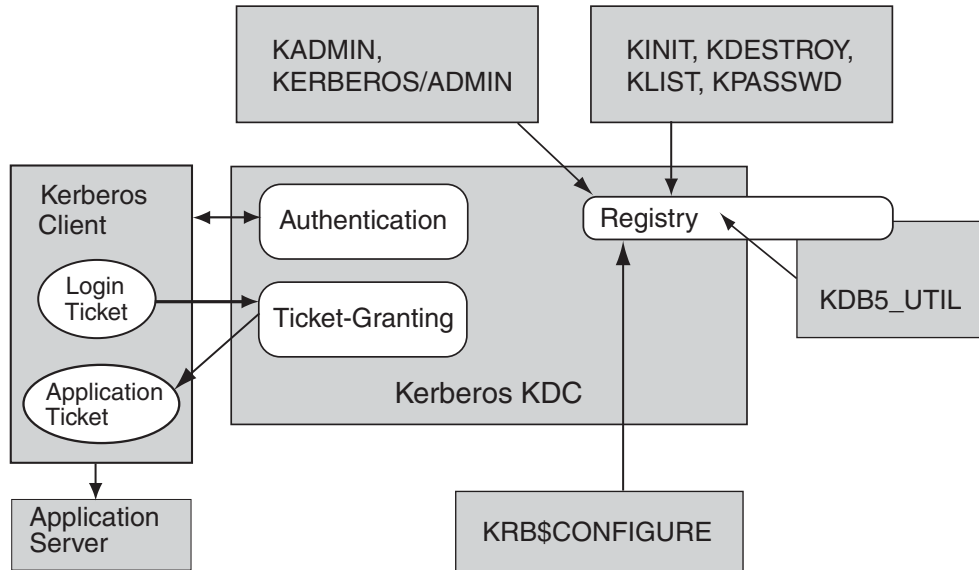 KADMIN,
KERBEROS/ADMIN
KINIT, KDESTROY,
KLIST, KPASSWD
Kerberos
Client
Authentication
Registry
Login
Ticket
Ticket-Granting
KDB5_UTIL
Application
Ticket
Kerberos KDC
Application
Server
KRB$CONFIGURE